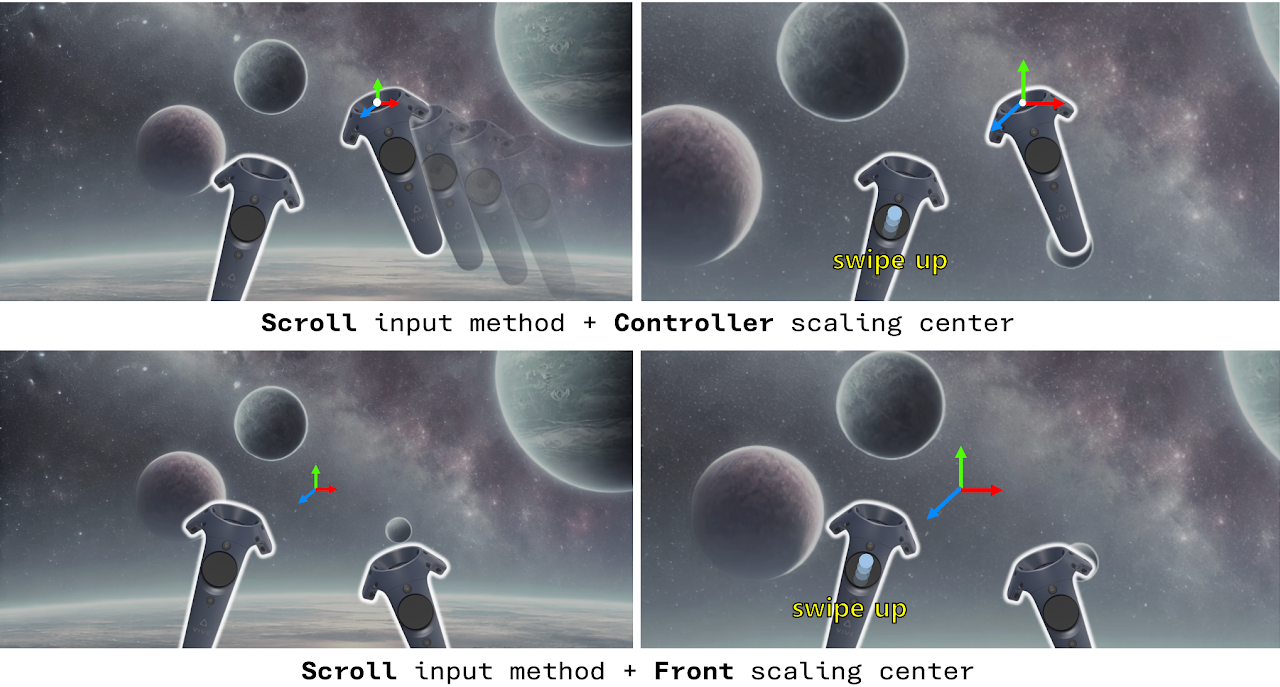 swipe up
Scroll input method + Controller scaling center
swipe up
Scroll input method + Front scaling center